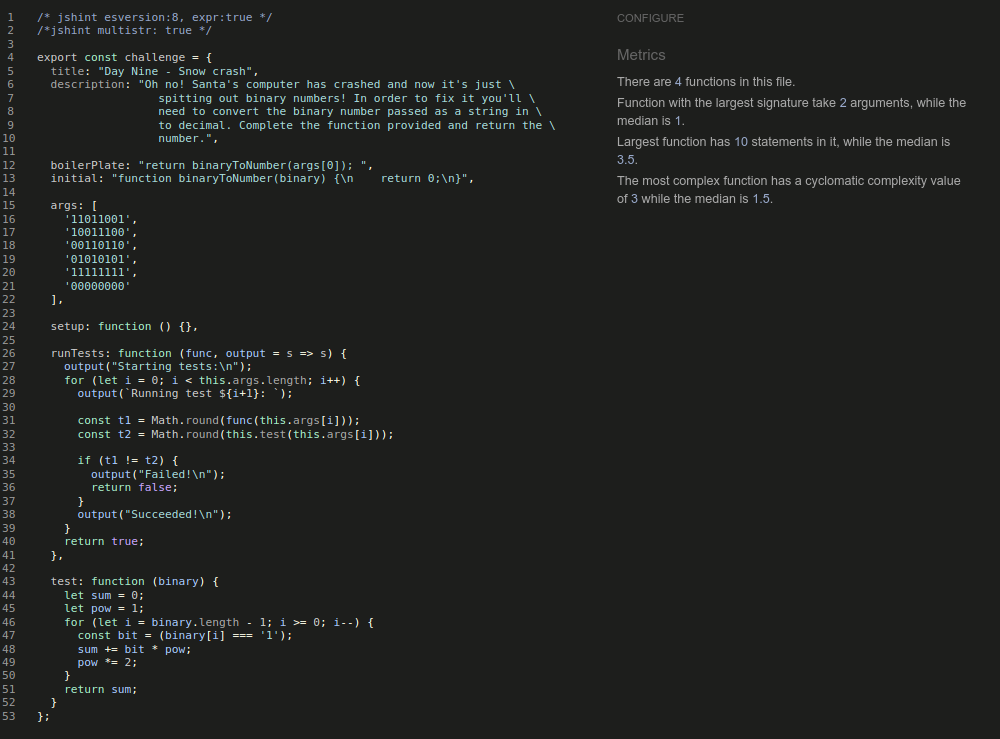 1 /* jshint esversion:8, expr:true */
2 /*jshint multistr: true */
3
4 export const challenge = {
5   title: "Day Nine - Snow crash",
6   description: "Oh no! Santa's computer has crashed and now it's just \
7                   spitting out binary numbers! In order to fix it you'll \
8                   need to convert the binary number passed as a string in \
9                   to decimal. Complete the function provided and return the \
10                   number.",
11
12   boilerPlate: "return binaryToNumber(args[0]); ",
13   initial: "function binaryToNumber(binary) {\n    return 0;\n}",
14
15   args: [
16     '11011001',
17     '10011100',
18     '00110110',
19     '01010101',
20     '11111111',
21     '00000000'
22   ],
23
24   setup: function () {},
25
26   runTests: function (func, output = s => s) {
27     output("Starting tests:\n");
28     for (let i = 0; i < this.args.length; i++) {
29       output(`Running test ${i+1}: `);
30
31       const t1 = Math.round(func(this.args[i]));
32       const t2 = Math.round(this.test(this.args[i]));
33
34       if (t1 != t2) {
35         output("Failed!\n");
36         return false;
37       }
38       output("Succeeded!\n");
39     }
40     return true;
41   },
42
43   test: function (binary) {
44     let sum = 0;
45     let pow = 1;
46     for (let i = binary.length - 1; i >= 0; i--) {
47       const bit = (binary[i] === '1');
48       sum += bit * pow;
49       pow *= 2;
50     }
51     return sum;
52   }
53 };
CONFIGURE
Metrics
There are 4 functions in this file.
Function with the largest signature take 2 arguments, while the
median is 1.
Largest function has 10 statements in it, while the median is
3.5.
The most complex function has a cyclomatic complexity value
of 3 while the median is 1.5.